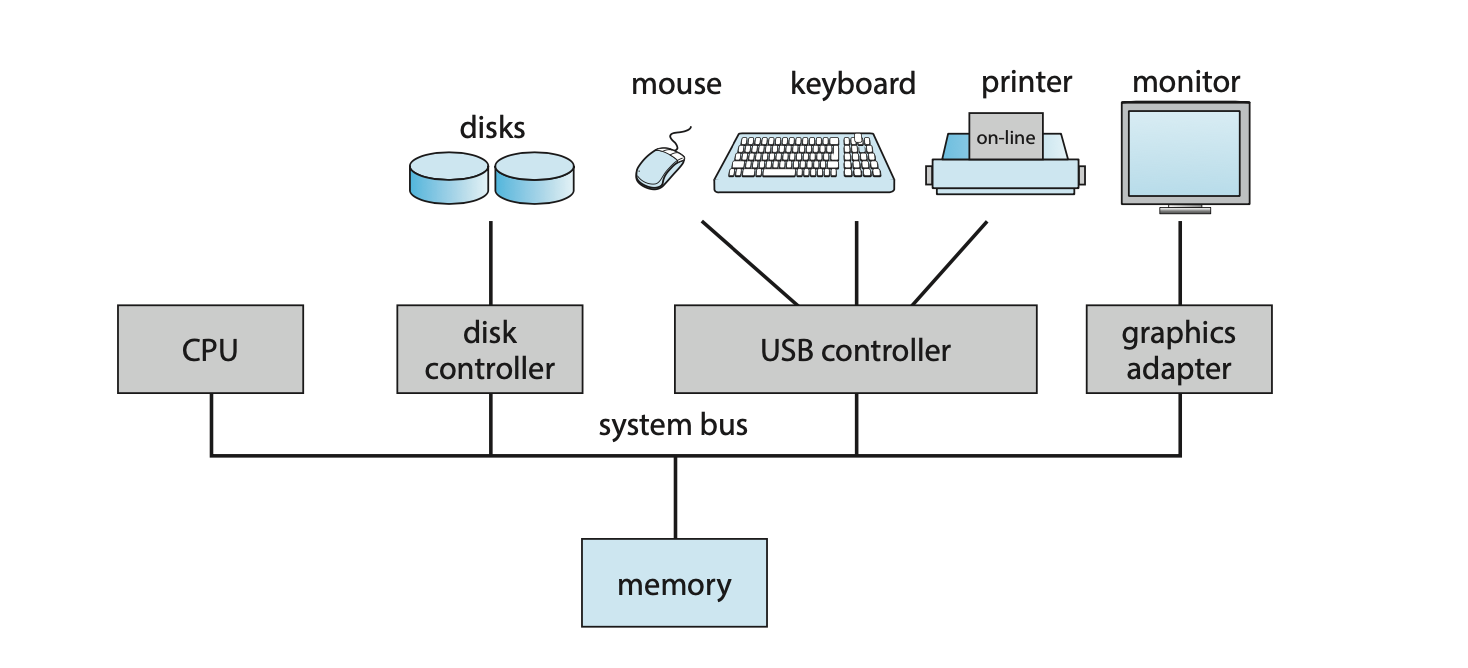 mouse
keyboard
printer
monitor
disks
on-line
CPU
disk
controller
USB controller
graphics
adapter
system bus
memory